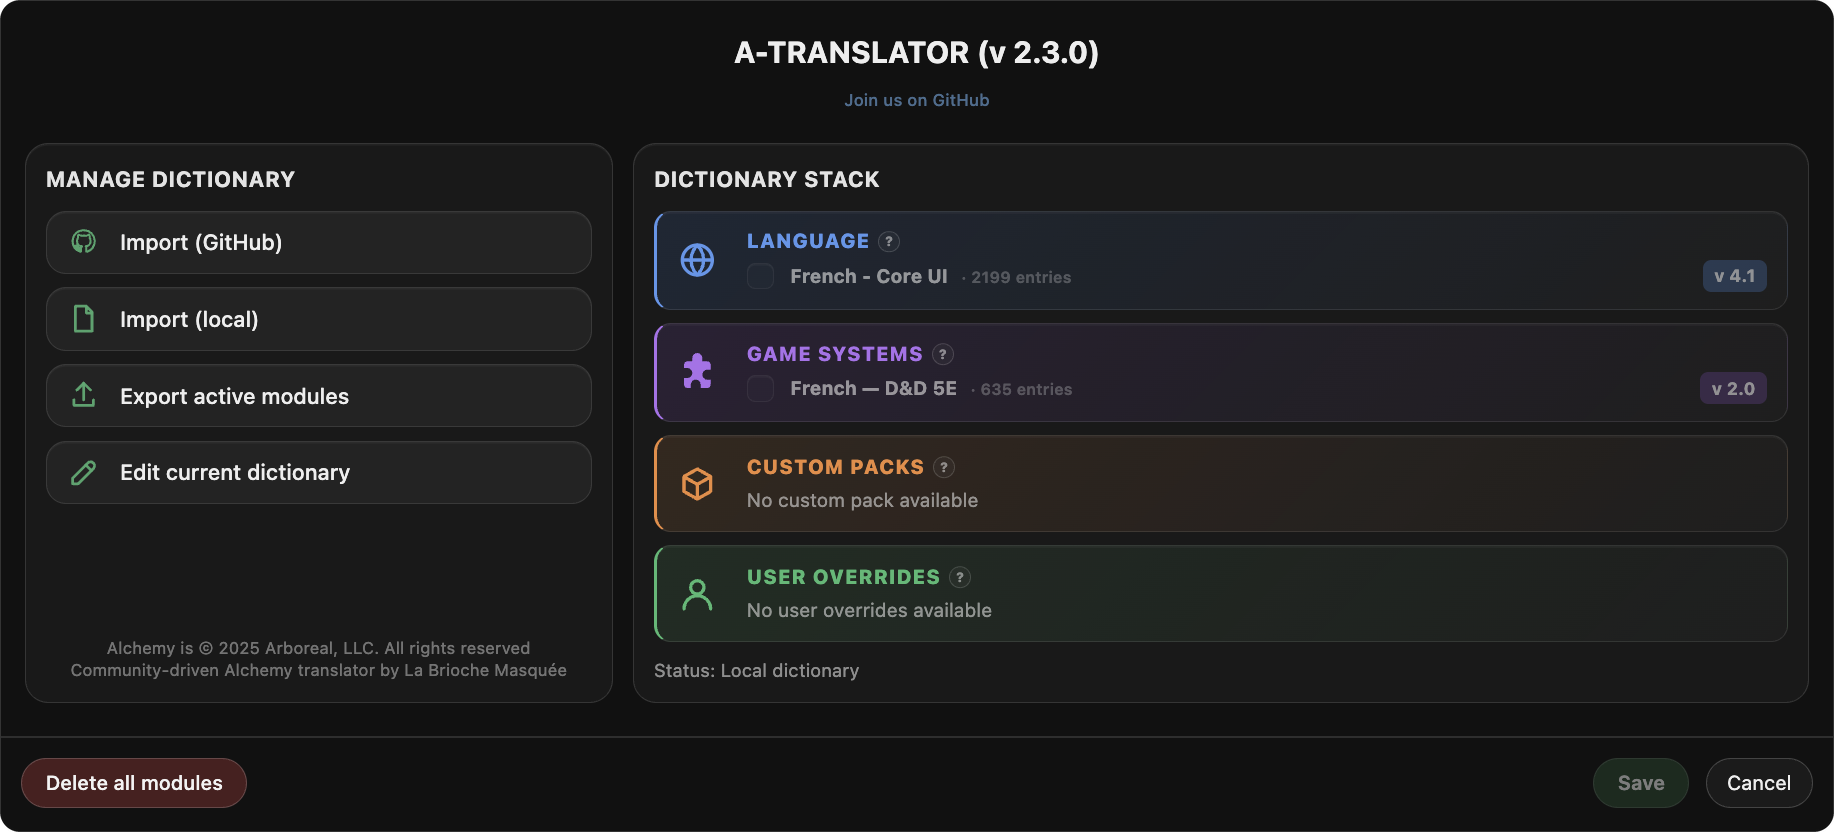 A-TRANSLATOR (v 2.3.0)
Join us on GitHub
MANAGE DICTIONARY
Import (GitHub)
Import (local)
Export active modules
Edit current dictionary
Alchemy is © 2025 Arboreal, LLC. All rights reserved
Community-driven Alchemy translator by La Brioche Masquée
DICTIONARY STACK
LANGUAGE ?
French - Core UI · 2199 entries
v 4.1
GAME SYSTEMS ?
French — D&D 5E · 635 entries
v 2.0
CUSTOM PACKS ?
No custom pack available
USER OVERRIDES ?
No user overrides available
Status: Local dictionary
Delete all modules
Save
Cancel